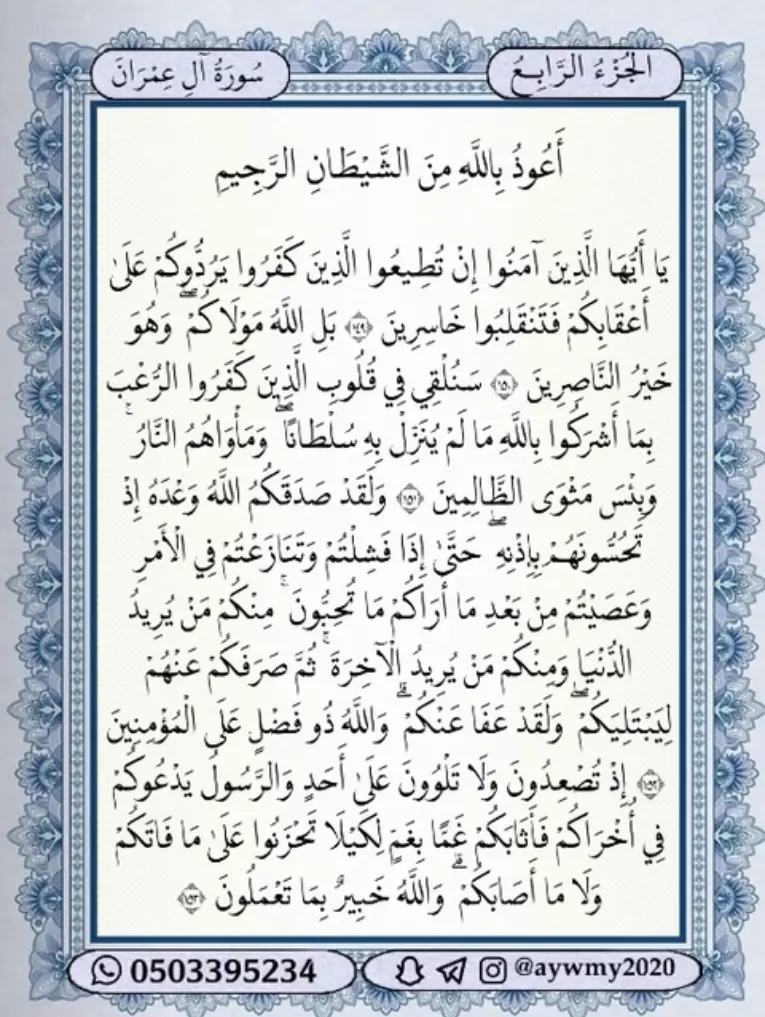 الجُزْءُ الرَّابِعُ
سُورَةُ آلِ عِمْرَانَ
أَعُوذُ بِاللَّهِ مِنَ الشَّيْطَانِ الرَّجِيمِ
يَا أَيُّهَا الَّذِينَ آمَنُوا إِنْ تُطِيعُوا الَّذِينَ كَفَرُوا يَرُدُّوكُمْ عَلَىٰ
أَعْقَابِكُمْ فَتَنْقَلِبُوا خَاسِرِينَ ﴿١٤٩﴾ بَلِ اللَّهُ مَوْلَاكُمْ ۖ وَهُوَ
خَيْرُ النَّاصِرِينَ ﴿١٥٠﴾ سَنُلْقِي فِي قُلُوبِ الَّذِينَ كَفَرُوا الرُّعْبَ
بِمَا أَشْرَكُوا بِاللَّهِ مَا لَمْ يُنَزِّلْ بِهِ سُلْطَانًا ۖ وَمَأْوَاهُمُ النَّارُ ۚ
وَبِئْسَ مَثْوَى الظَّالِمِينَ ﴿١٥١﴾ وَلَقَدْ صَدَقَكُمُ اللَّهُ وَعْدَهُ إِذْ
تَحُسُّونَهُمْ بِإِذْنِهِ ۖ حَتَّىٰ إِذَا فَشِلْتُمْ وَتَنَازَعْتُمْ فِي الْأَمْرِ
وَعَصَيْتُمْ مِنْ بَعْدِ مَا أَرَاكُمْ مَا تُحِبُّونَ ۚ مِنْكُمْ مَنْ يُرِيدُ
الدُّنْيَا وَمِنْكُمْ مَنْ يُرِيدُ الْآخِرَةَ ۚ ثُمَّ صَرَفَكُمْ عَنْهُمْ
لِيَبْتَلِيَكُمْ ۖ وَلَقَدْ عَفَا عَنْكُمْ ۗ وَاللَّهُ ذُو فَضْلٍ عَلَى الْمُؤْمِنِينَ
﴿١٥٢﴾ إِذْ تُصْعِدُونَ وَلَا تَلْوُونَ عَلَىٰ أَحَدٍ وَالرَّسُولُ يَدْعُوكُمْ
فِي أُخْرَاكُمْ فَأَثَابَكُمْ غَمًّا بِغَمٍّ لِكَيْلَا تَحْزَنُوا عَلَىٰ مَا فَاتَكُمْ
وَلَا مَا أَصَابَكُمْ ۗ وَاللَّهُ خَبِيرٌ بِمَا تَعْمَلُونَ ﴿١٥٣﴾
0503395234
@aywmy2020